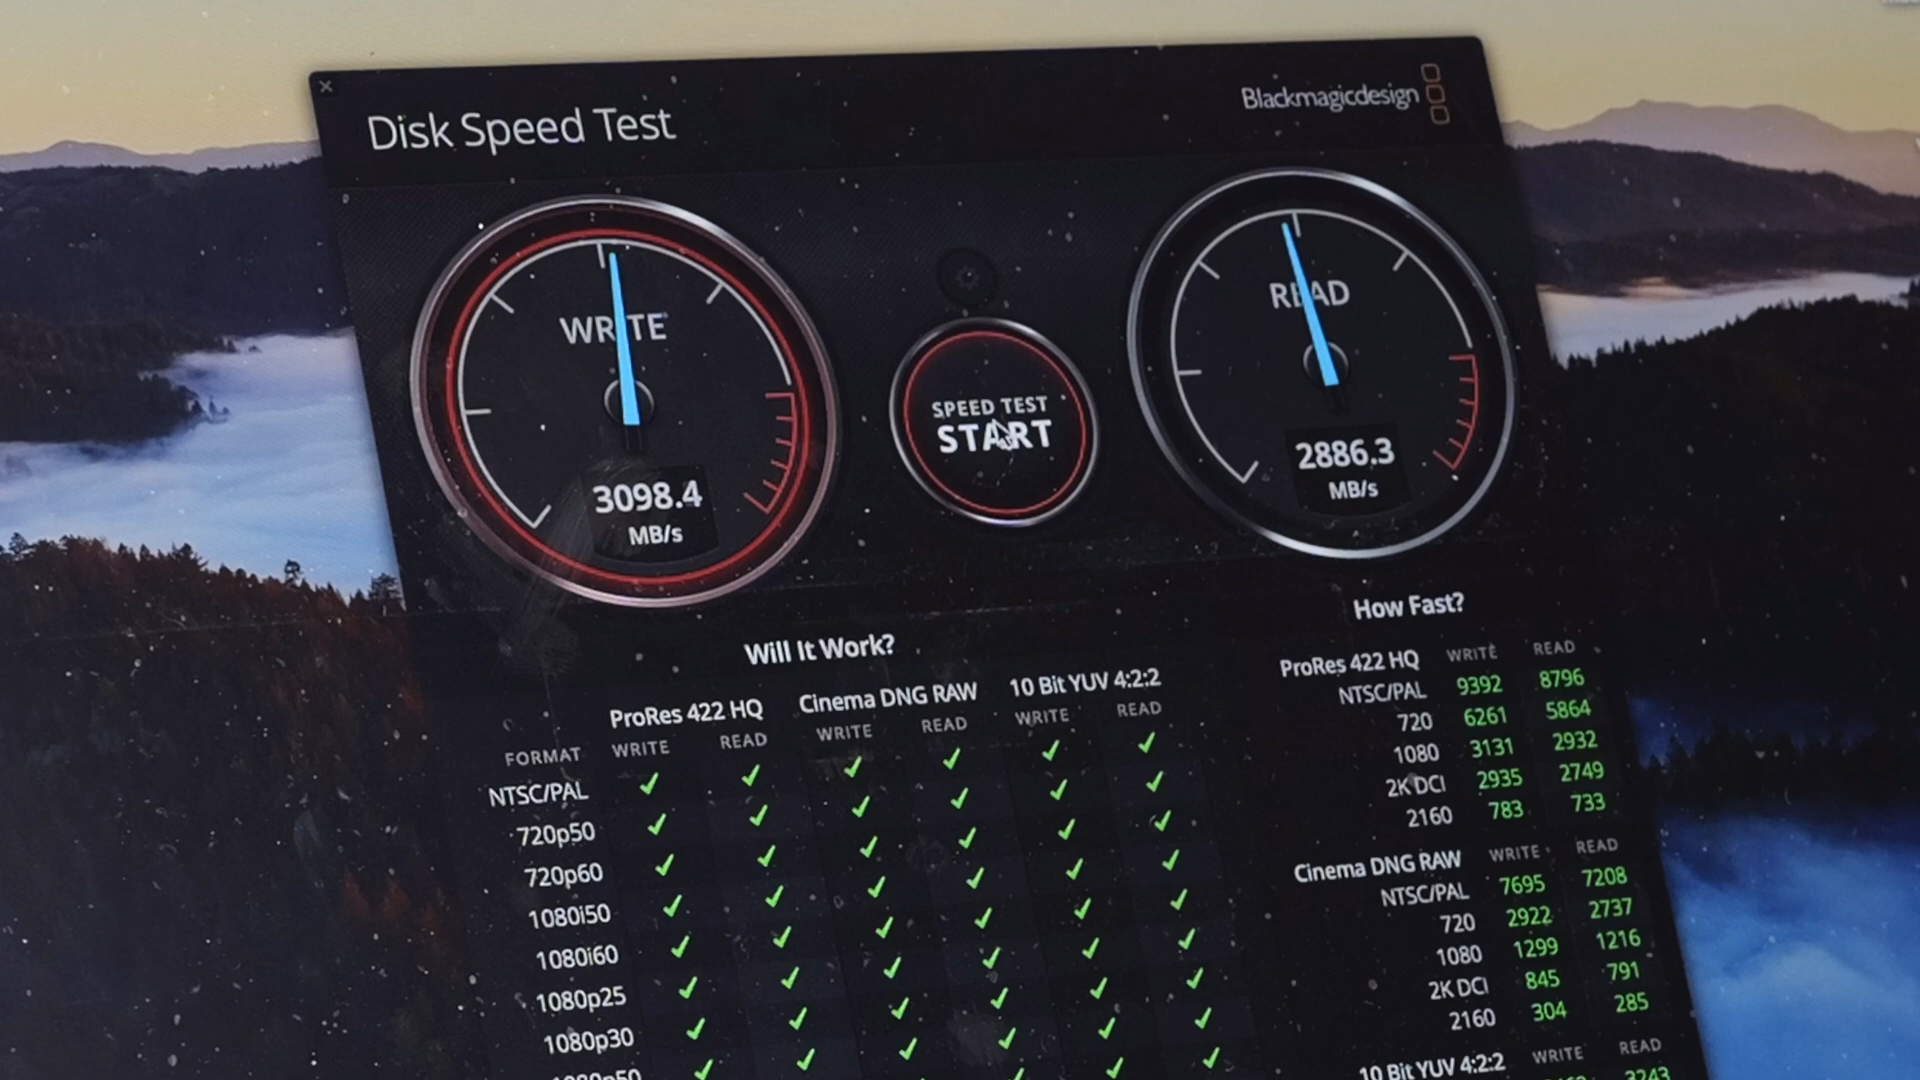 Disk Speed Test
Blackmagicdesign
WRITE
3098.4
MB/s
SPEED TEST
START
READ
2886.3
MB/s
Will It Work?
ProRes 422 HQ Cinema DNG RAW 10 Bit YUV 4:2:2
FORMAT WRITE READ WRITE READ WRITE READ
NTSC/PAL ✓ ✓ ✓ ✓ ✓ ✓
720p50 ✓ ✓ ✓ ✓ ✓ ✓
720p60 ✓ ✓ ✓ ✓ ✓ ✓
1080i50 ✓ ✓ ✓ ✓ ✓ ✓
1080i60 ✓ ✓ ✓ ✓ ✓ ✓
1080p25 ✓ ✓ ✓ ✓ ✓ ✓
1080p30 ✓ ✓ ✓ ✓ ✓ ✓
1080p50 ✓ ✓ ✓ ✓ ✓ ✓
How Fast?
ProRes 422 HQ WRITE READ
NTSC/PAL 9392 8796
720 6261 5864
1080 3131 2932
2K DCI 2935 2749
2160 783 733
Cinema DNG RAW WRITE READ
NTSC/PAL 7695 7208
720 2922 2737
1080 1299 1216
2K DCI 845 791
2160 304 285
10 Bit YUV 4:2:2 WRITE READ
3243